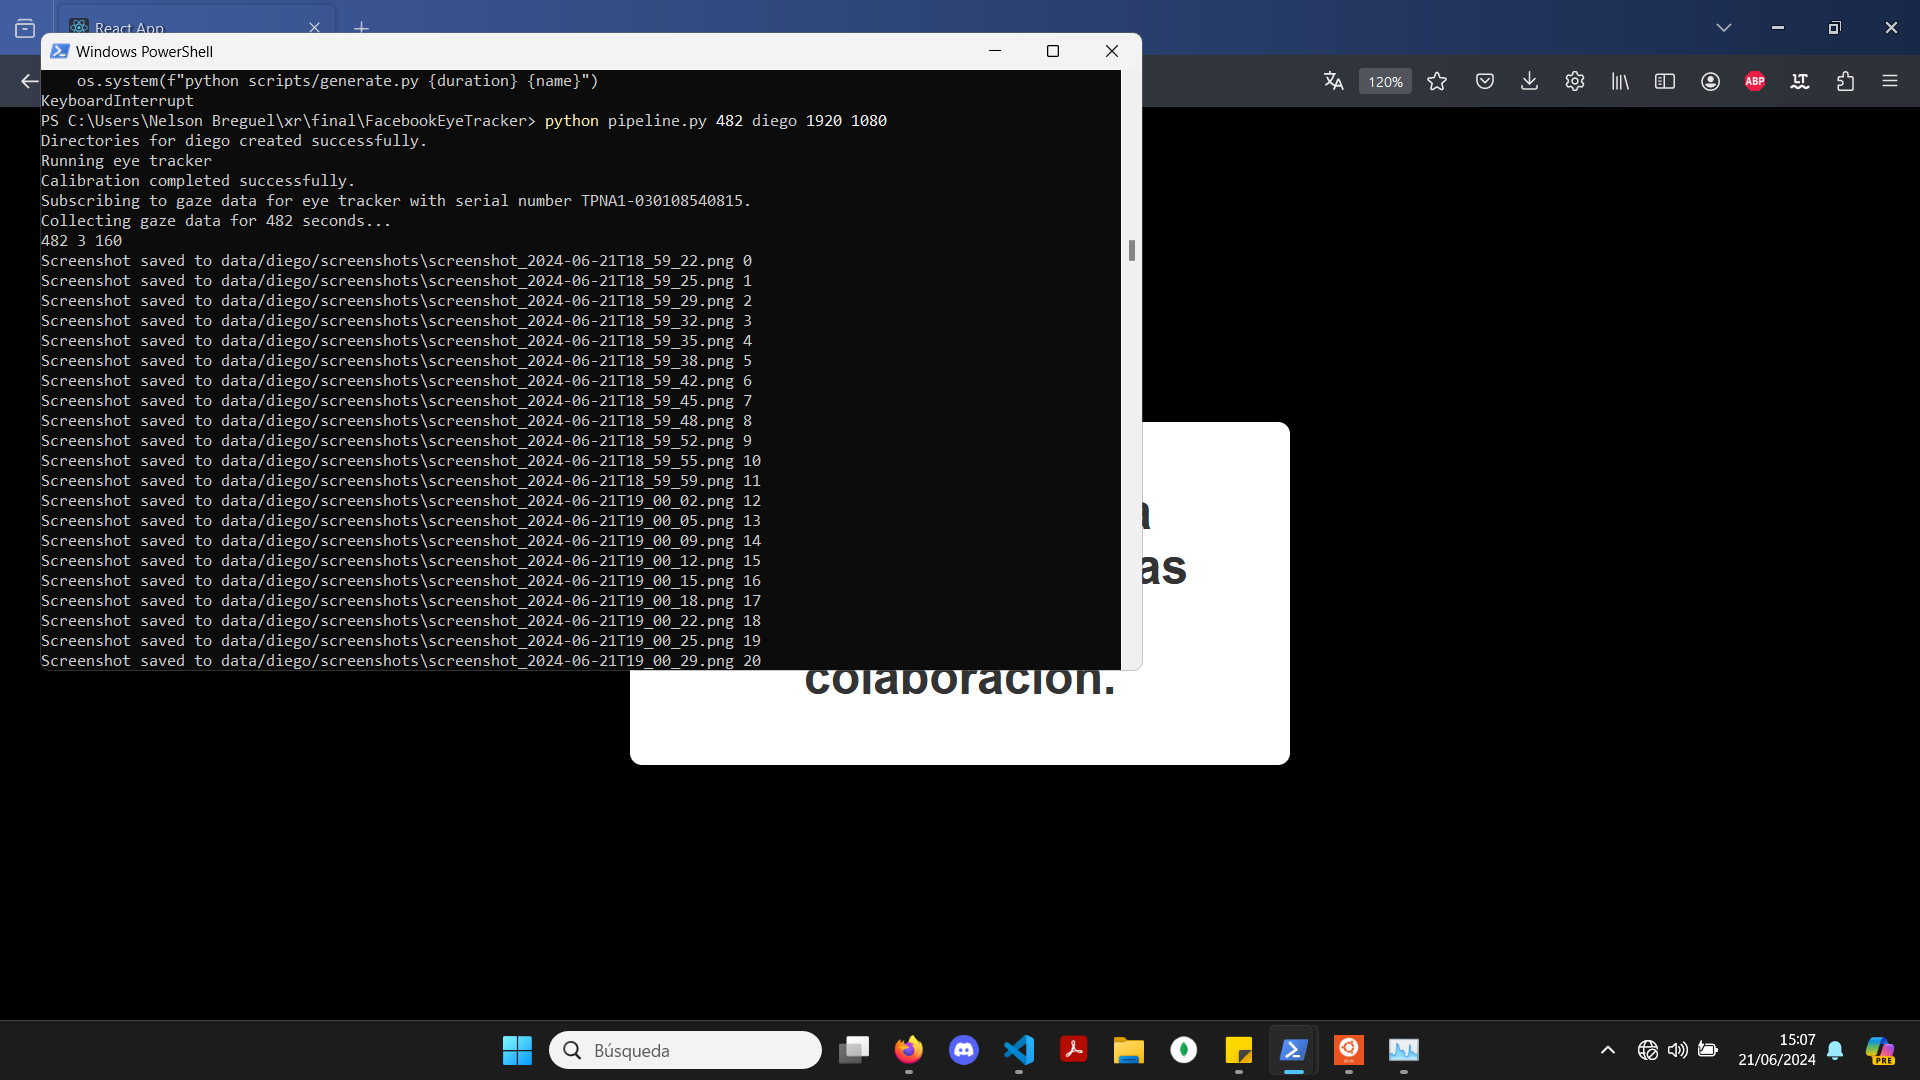 React App
Windows PowerShell
120%
ABP
LT
os.system(f"python scripts/generate.py {duration} {name}")
KeyboardInterrupt
PS C:\Users\Nelson Breguel\xr\final\FacebookEyeTracker> python pipeline.py 482 diego 1920 1080
Directories for diego created successfully.
Running eye tracker
Calibration completed successfully.
Subscribing to gaze data for eye tracker with serial number TPNA1-030108540815.
Collecting gaze data for 482 seconds...
482 3 160
Screenshot saved to data/diego/screenshots\screenshot_2024-06-21T18_59_22.png 0
Screenshot saved to data/diego/screenshots\screenshot_2024-06-21T18_59_25.png 1
Screenshot saved to data/diego/screenshots\screenshot_2024-06-21T18_59_29.png 2
Screenshot saved to data/diego/screenshots\screenshot_2024-06-21T18_59_32.png 3
Screenshot saved to data/diego/screenshots\screenshot_2024-06-21T18_59_35.png 4
Screenshot saved to data/diego/screenshots\screenshot_2024-06-21T18_59_38.png 5
Screenshot saved to data/diego/screenshots\screenshot_2024-06-21T18_59_42.png 6
Screenshot saved to data/diego/screenshots\screenshot_2024-06-21T18_59_45.png 7
Screenshot saved to data/diego/screenshots\screenshot_2024-06-21T18_59_48.png 8
Screenshot saved to data/diego/screenshots\screenshot_2024-06-21T18_59_52.png 9
Screenshot saved to data/diego/screenshots\screenshot_2024-06-21T18_59_55.png 10
Screenshot saved to data/diego/screenshots\screenshot_2024-06-21T18_59_59.png 11
Screenshot saved to data/diego/screenshots\screenshot_2024-06-21T19_00_02.png 12
Screenshot saved to data/diego/screenshots\screenshot_2024-06-21T19_00_05.png 13
Screenshot saved to data/diego/screenshots\screenshot_2024-06-21T19_00_09.png 14
Screenshot saved to data/diego/screenshots\screenshot_2024-06-21T19_00_12.png 15
Screenshot saved to data/diego/screenshots\screenshot_2024-06-21T19_00_15.png 16
Screenshot saved to data/diego/screenshots\screenshot_2024-06-21T19_00_18.png 17
Screenshot saved to data/diego/screenshots\screenshot_2024-06-21T19_00_22.png 18
Screenshot saved to data/diego/screenshots\screenshot_2024-06-21T19_00_25.png 19
Screenshot saved to data/diego/screenshots\screenshot_2024-06-21T19_00_29.png 20
as
colaboración.
Búsqueda
15:07
21/06/2024
PRE